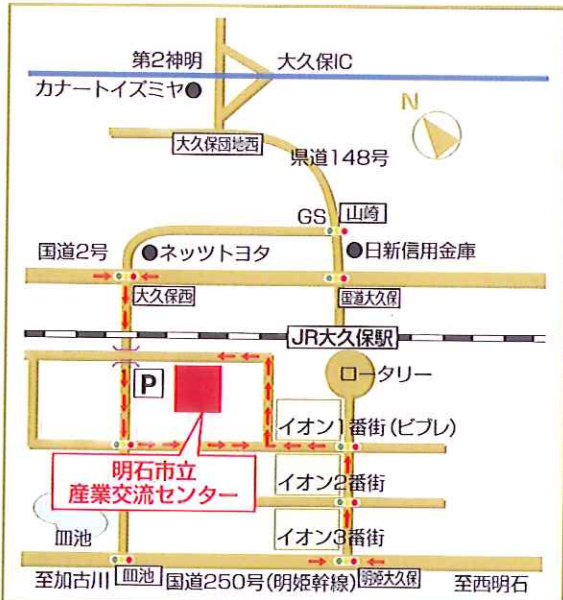 第2神明
大久保IC
カナートイズミヤ
N
大久保団地西
県道148号
GS
山崎
国道2号
ネッツトヨタ
日新信用金庫
大久保西
国道大久保
JR大久保駅
P
ロータリー
イオン1番街(ビブレ)
明石市立
産業交流センター
イオン2番街
皿池
イオン3番街
至加古川
皿池
国道250号(明姫幹線)
明姫大久保
至西明石